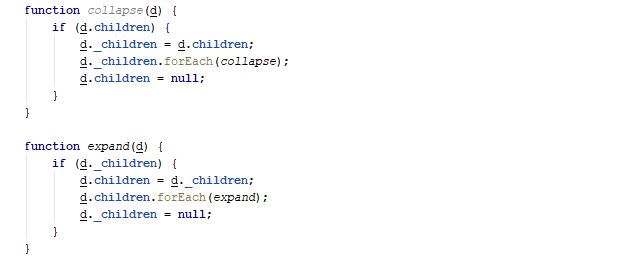 function collapse(d) {
    if (d.children) {
        d._children = d.children;
        d._children.forEach(collapse);
        d.children = null;
    }
}

function expand(d) {
    if (d._children) {
        d.children = d._children;
        d.children.forEach(expand);
        d._children = null;
    }
}